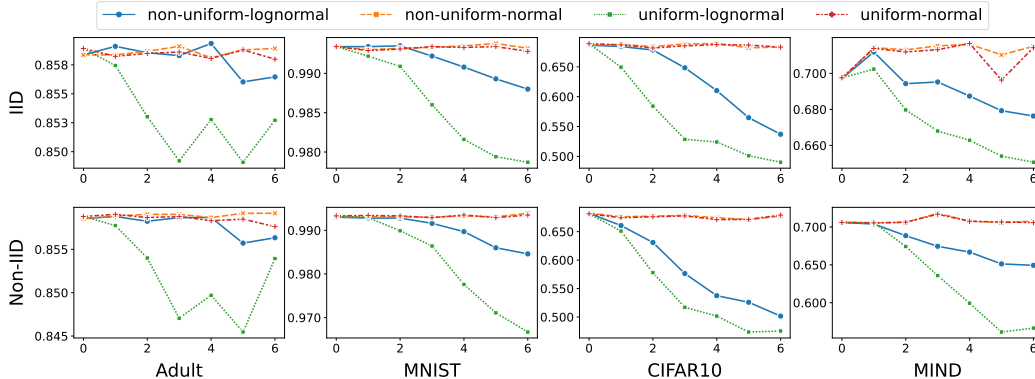 non-uniform-lognormal non-uniform-normal uniform-lognormal uniform-normal
IID
0.858
0.855
0.853
0.850
0 2 4 6
0.990
0.985
0.980
0 2 4 6
0.650
0.600
0.550
0.500
0 2 4 6
0.700
0.680
0.660
0 2 4 6
Non-IID
0.855
0.850
0.845
0 2 4 6
0.990
0.980
0.970
0 2 4 6
0.650
0.600
0.550
0.500
0 2 4 6
0.700
0.600
0 2 4 6
Adult MNIST CIFAR10 MIND